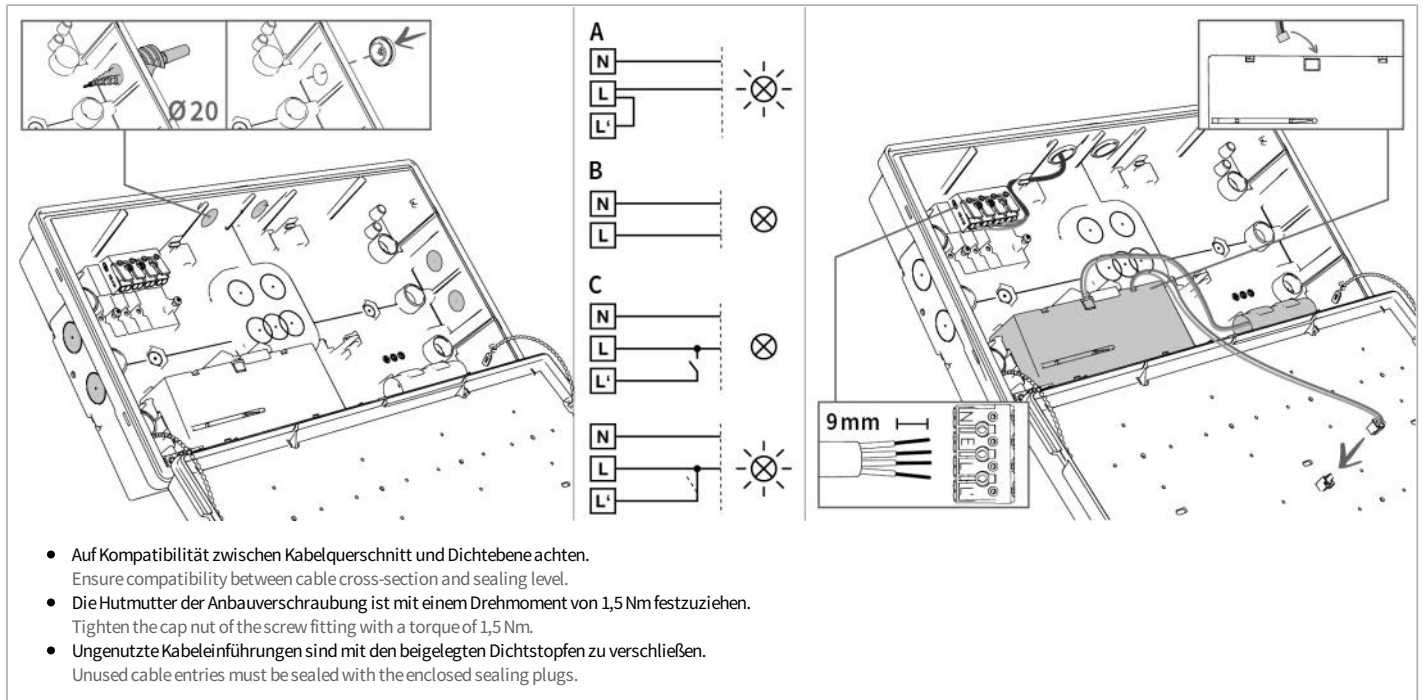 Ø20
A
N
L
L‘
B
N
L
C
N
L
L‘
N
L
L‘
9mm
N
E
L
L'
• Auf Kompatibilität zwischen Kabelquerschnitt und Dichtebene achten.
Ensure compatibility between cable cross-section and sealing level.
• Die Hutmutter der Anbauverschraubung ist mit einem Drehmoment von 1,5 Nm festzuziehen.
Tighten the cap nut of the screw fitting with a torque of 1,5 Nm.
• Ungenutzte Kabeleinführungen sind mit den beigelegten Dichtstopfen zu verschließen.
Unused cable entries must be sealed with the enclosed sealing plugs.